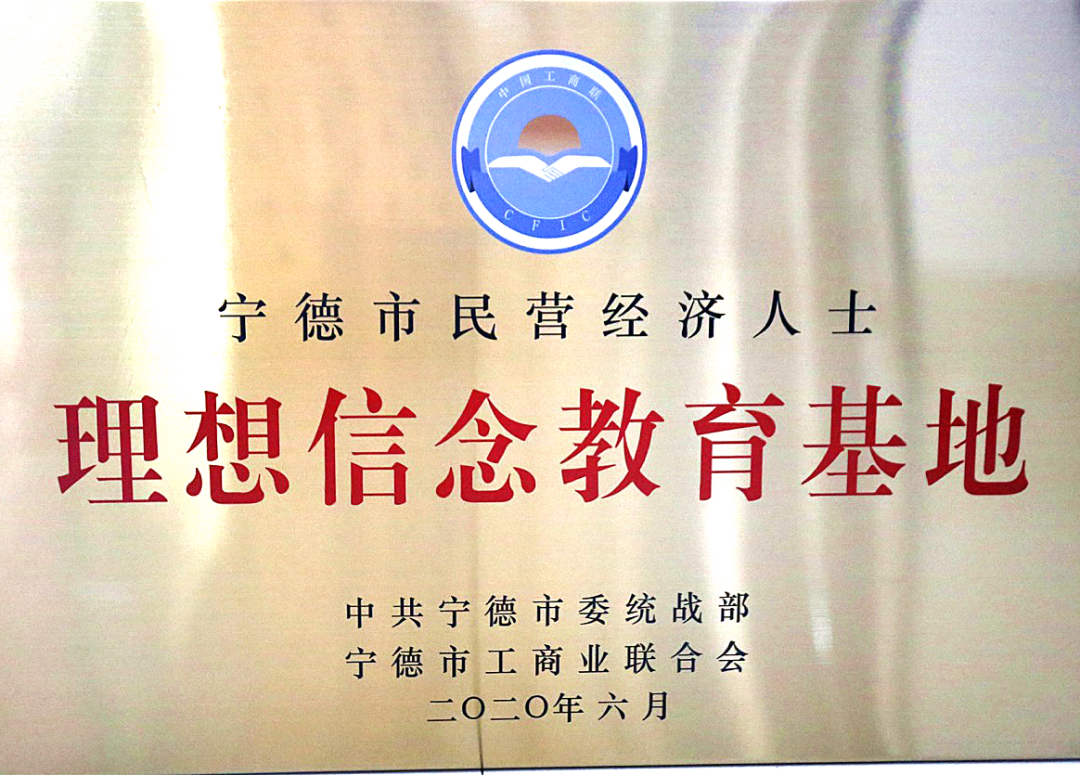 中国工商联
CFIC
宁德市民营经济人士
理想信念教育基地
中共宁德市委统战部
宁德市工商业联合会
二〇二〇年六月